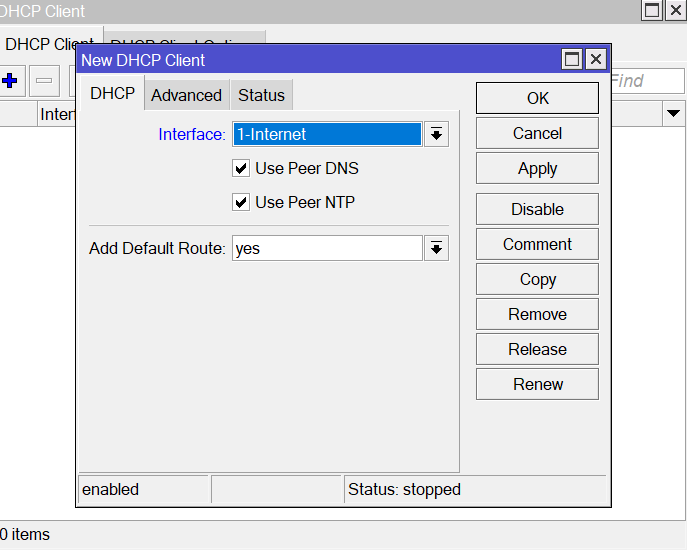 DHCP Client
DHCP Client
New DHCP Client
Find
Inter
DHCP Advanced Status
Interface: 1-Internet
Use Peer DNS
Use Peer NTP
Add Default Route: yes
OK
Cancel
Apply
Disable
Comment
Copy
Remove
Release
Renew
enabled
Status: stopped
0 items